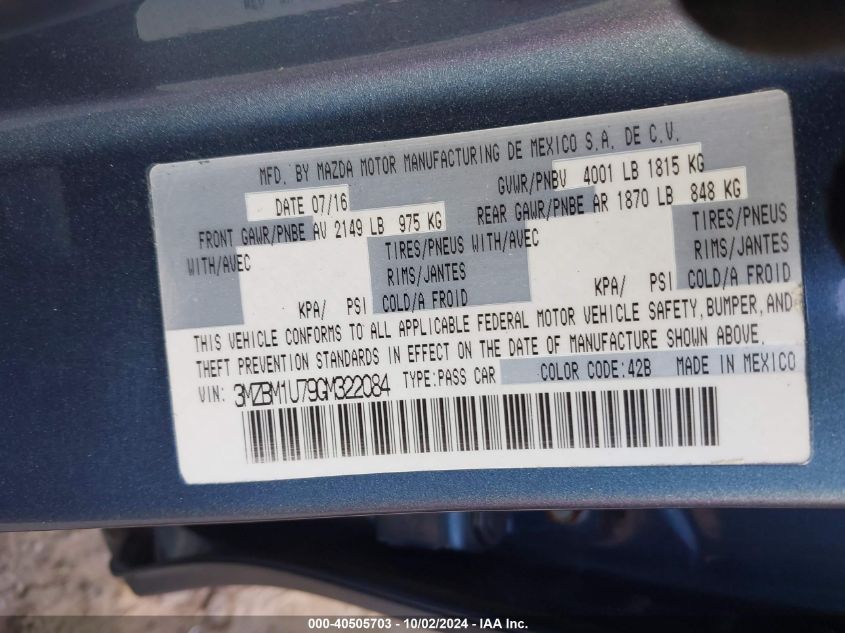 MFD. BY MAZDA MOTOR MANUFACTURING DE MEXICO S.A. DE C.V.
DATE 07/16 GVWR/PNBV 4001 LB 1815 KG
FRONT GAWR/PNBE AV 2149 LB 975 KG REAR GAWR/PNBE AR 1870 LB 848 KG
WITH/AVEC TIRES/PNEUS WITH/AVEC TIRES/PNEUS
RIMS/JANTES RIMS/JANTES
KPA/ PSI COLD/A FROID KPA/ PSI COLD/A FROID
THIS VEHICLE CONFORMS TO ALL APPLICABLE FEDERAL MOTOR VEHICLE SAFETY, BUMPER, AND
THEFT PREVENTION STANDARDS IN EFFECT ON THE DATE OF MANUFACTURE SHOWN ABOVE.
VIN: 3MZBM1U79GM322084 TYPE:PASS CAR COLOR CODE:42B MADE IN MEXICO
000-40505703 - 10/02/2024 - IAA Inc.